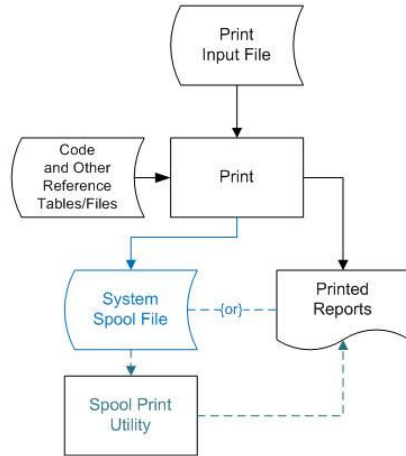 Print
Input File
Code
and Other
Reference
Tables/Files
Print
System
Spool File
{or}
Printed
Reports
Spool Print
Utility